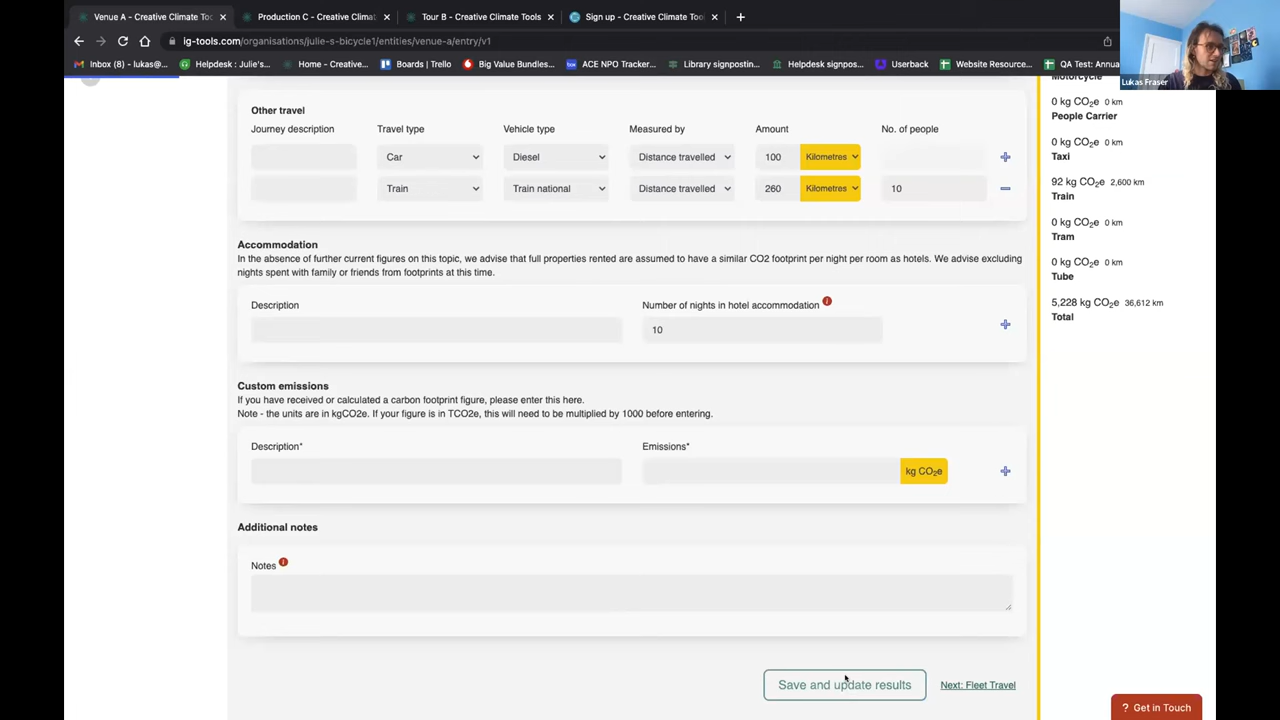 Venue A - Creative Climate Toc
Production C - Creative Climat
Tour B - Creative Climate Tools
Sign up - Creative Climate Too
ig-tools.com/organisations/julie-s-bicycle1/entities/venue-a/entry/v1
Inbox (8) - lukas@...
Helpdesk : Julie's...
Home - Creative...
Boards | Trello
Big Value Bundles...
ACE NPO Tracker...
Library signpostin...
Helpdesk signpos...
Userback
Website Resource...
QA Test: Annua
Lukas Fraser
Motorcycle
Other travel
Journey description Travel type Vehicle type Measured by Amount No. of people
Car Diesel Distance travelled 100 Kilometres
Train Train national Distance travelled 260 Kilometres 10
Accommodation
In the absence of further current figures on this topic, we advise that full properties rented are assumed to have a similar CO2 footprint per night per room as hotels. We advise excluding
nights spent with family or friends from footprints at this time.
Description Number of nights in hotel accommodation
10
Custom emissions
If you have received or calculated a carbon footprint figure, please enter this here.
Note - the units are in kgCO2e. If your figure is in TCO2e, this will need to be multiplied by 1000 before entering.
Description* Emissions*
kg CO₂e
Additional notes
Notes
Save and update results
Next: Fleet Travel
0 kg CO₂e 0 km
People Carrier
0 kg CO₂e 0 km
Taxi
92 kg CO₂e 2,600 km
Train
0 kg CO₂e 0 km
Tram
0 kg CO₂e 0 km
Tube
5,228 kg CO₂e 36,612 km
Total
? Get in Touch